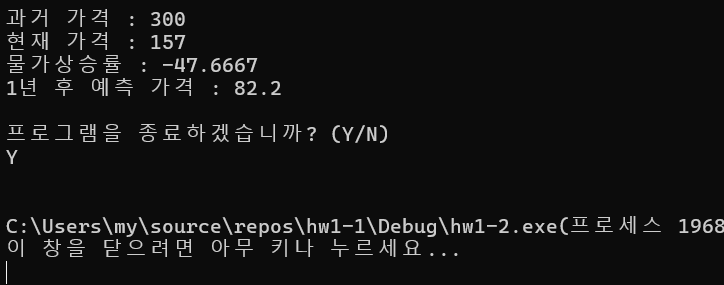 과거 가격 : 300
현재 가격 : 157
물가상승률 : -47.6667
1년 후 예측 가격 : 82.2
프로그램을 종료하겠습니까? (Y/N)
Y
C:\Users\my\source\repos\hw1-1\Debug\hw1-2.exe(프로세스 1968
이 창을 닫으려면 아무 키나 누르세요...